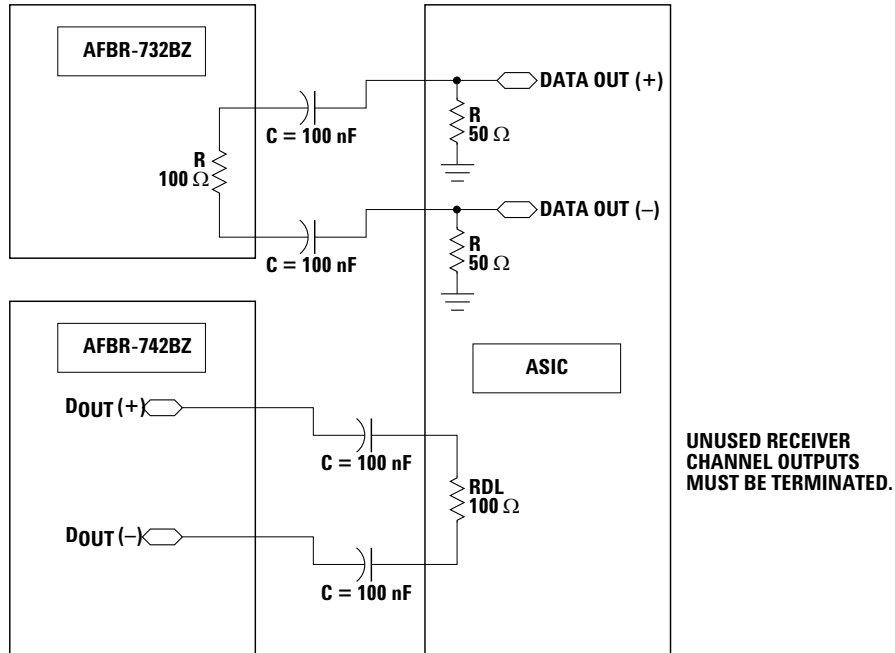 AFBR-732BZ
DATA OUT (+)
C = 100 nF
R
50 Ω
R
100 Ω
DATA OUT (–)
C = 100 nF
R
50 Ω
AFBR-742BZ
ASIC
DOUT (+)
C = 100 nF
RDL
100 Ω
UNUSED RECEIVER
CHANNEL OUTPUTS
MUST BE TERMINATED.
DOUT (–)
C = 100 nF